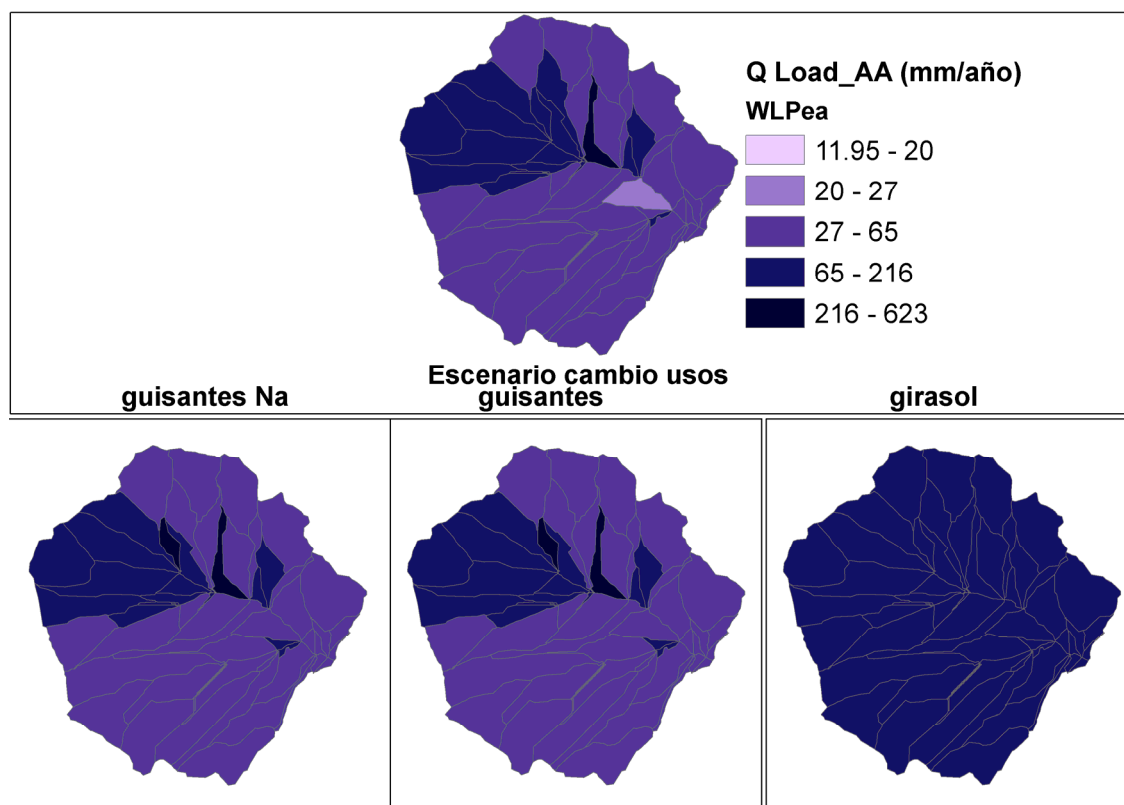 Q Load_AA (mm/año)
WLPea
11.95 - 20
20 - 27
27 - 65
65 - 216
216 - 623
Escenario cambio usos
guisantes Na
guisantes
girasol